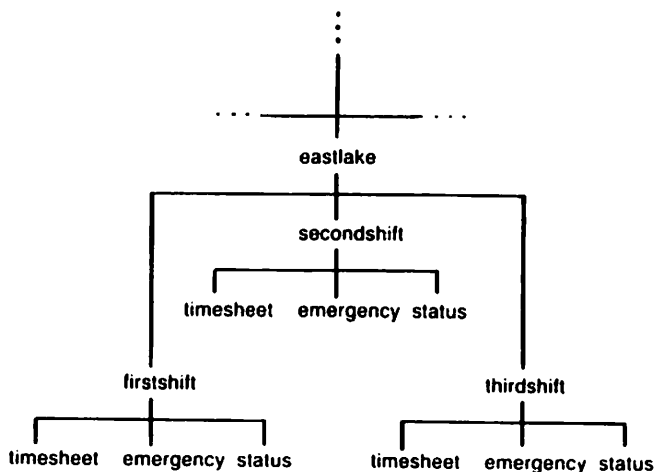 eastlake
secondshift
timesheet emergency status
firstshift
thirdshift
timesheet emergency status
timesheet emergency status